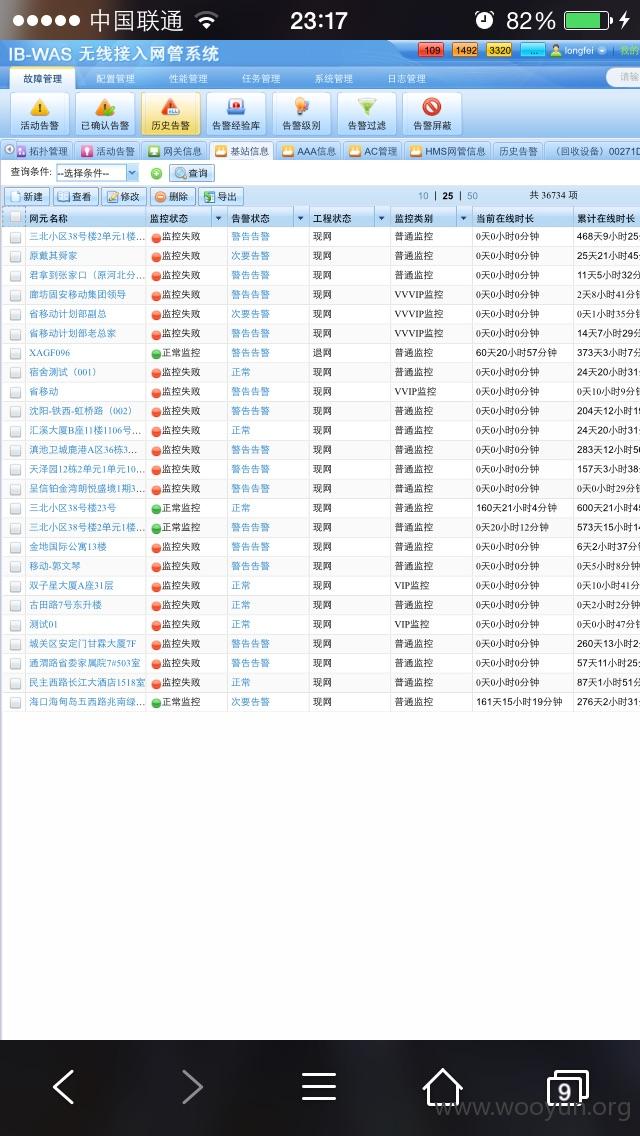 中国联通 23:17 82%
IB-WAS 无线接入网管系统 109 1492 3320 ... longfei 我的
故障管理 配置管理 性能管理 任务管理 系统管理 日志管理 请输
活动告警 已确认告警 历史告警 告警经验库 告警级别 告警过滤 告警屏蔽
拓扑管理 活动告警 网关信息 基站信息 AAA信息 AC管理 HMS网管信息 历史告警 （回收设备）00271D
查询条件: --选择条件-- 查询
新建 查看 修改 删除 导出 10 | 25 | 50 共 36734 项
网元名称 监控状态 告警状态 工程状态 监控类别 当前在线时长 累计在线时长
三北小区38号楼2单元1楼... 监控失败 警告告警 现网 普通监控 0天0小时0分钟 468天9小时25
原戴其舜家 监控失败 次要告警 现网 普通监控 0天0小时0分钟 25天21小时45
君拿到张家口（原河北分... 监控失败 警告告警 现网 普通监控 0天0小时0分钟 11天5小时32分
廊坊固安移动集团领导 监控失败 警告告警 现网 VVVIP监控 0天0小时0分钟 2天8小时41分钟
省移动计划部副总 监控失败 次要告警 现网 VVVIP监控 0天0小时0分钟 0天1小时35分钟
省移动计划部老总家 监控失败 警告告警 现网 VVVIP监控 0天0小时0分钟 14天7小时29分
XAGF096 正常监控 警告告警 退网 普通监控 60天20小时57分钟 373天3小时7分
宿舍测试（001） 监控失败 正常 现网 普通监控 0天0小时0分钟 24天20小时31
省移动 监控失败 警告告警 现网 VVIP监控 0天0小时0分钟 0天10小时9分钟
沈阳-铁西-虹桥路（002） 监控失败 警告告警 现网 普通监控 0天0小时0分钟 204天12小时19
汇溪大厦B座11楼1106号... 监控失败 正常 现网 普通监控 0天0小时0分钟 24天20小时31
滇池卫城鹿港A区36栋3... 监控失败 警告告警 现网 普通监控 0天0小时0分钟 283天12小时50
天泽园12栋2单元1单元10... 监控失败 警告告警 现网 普通监控 0天0小时0分钟 157天3小时38
呈信铂金湾朗悦盛境1期3... 监控失败 警告告警 现网 普通监控 0天0小时0分钟 0天0小时29分钟
三北小区38号楼23号 正常监控 正常 现网 普通监控 160天21小时4分钟 600天21小时45
三北小区38号楼2单元1楼... 正常监控 警告告警 现网 普通监控 0天20小时12分钟 573天15小时14
金地国际公寓13楼 监控失败 警告告警 现网 普通监控 0天0小时0分钟 6天2小时37分钟
移动-郭文琴 监控失败 警告告警 现网 普通监控 0天0小时0分钟 0天5小时8分钟
双子星大厦A座31层 监控失败 正常 现网 VIP监控 0天0小时0分钟 0天10小时41分
古田路7号东升楼 监控失败 正常 现网 普通监控 0天0小时0分钟 0天2小时2分钟
测试01 监控失败 正常 现网 VIP监控 0天0小时0分钟 0天0小时47分钟
城关区安定门甘霖大厦7F 监控失败 警告告警 现网 普通监控 0天0小时0分钟 260天13小时2
通渭路省委家属院7#503室 监控失败 警告告警 现网 普通监控 0天0小时0分钟 57天11小时25
民主西路长江大酒店1518室 监控失败 正常 现网 普通监控 0天0小时0分钟 87天1小时51分
海口海甸岛五西路兆南绿... 正常监控 次要告警 现网 普通监控 161天15小时19分钟 276天2小时31
9
www.wooyun.org